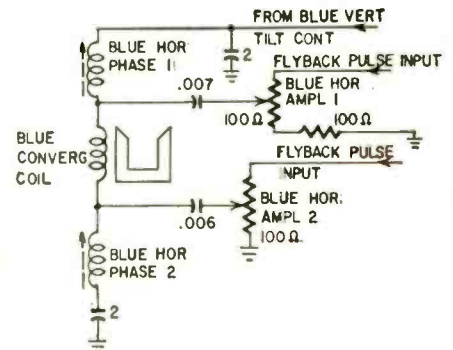 FROM BLUE VERT
TILT CONT
BLUE HOR
PHASE 1
2
FLYBACK PULSE INPUT
.007
BLUE HOR
AMPL 1
100Ω
100Ω
BLUE
CONVERG
COIL
FLYBACK PULSE
INPUT
.006
BLUE HOR.
AMPL 2
100Ω
BLUE HOR
PHASE 2
2